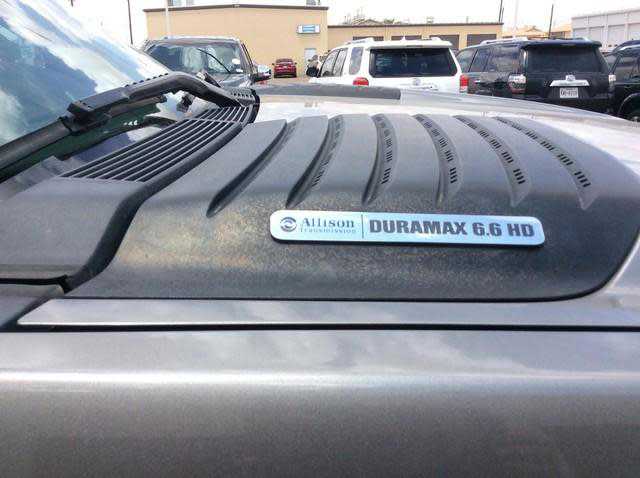 Allison
Transmission
DURAMAX 6.6 HD